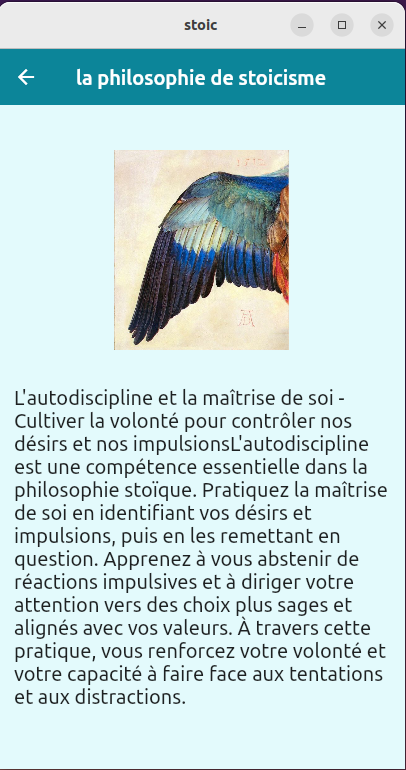 stoic
la philosophie de stoicisme
L'autodiscipline et la maîtrise de soi -
Cultiver la volonté pour contrôler nos
désirs et nos impulsionsL'autodiscipline
est une compétence essentielle dans la
philosophie stoïque. Pratiquez la maîtrise
de soi en identifiant vos désirs et
impulsions, puis en les remettant en
question. Apprenez à vous abstenir de
réactions impulsives et à diriger votre
attention vers des choix plus sages et
alignés avec vos valeurs. À travers cette
pratique, vous renforcez votre volonté et
votre capacité à faire face aux tentations
et aux distractions.